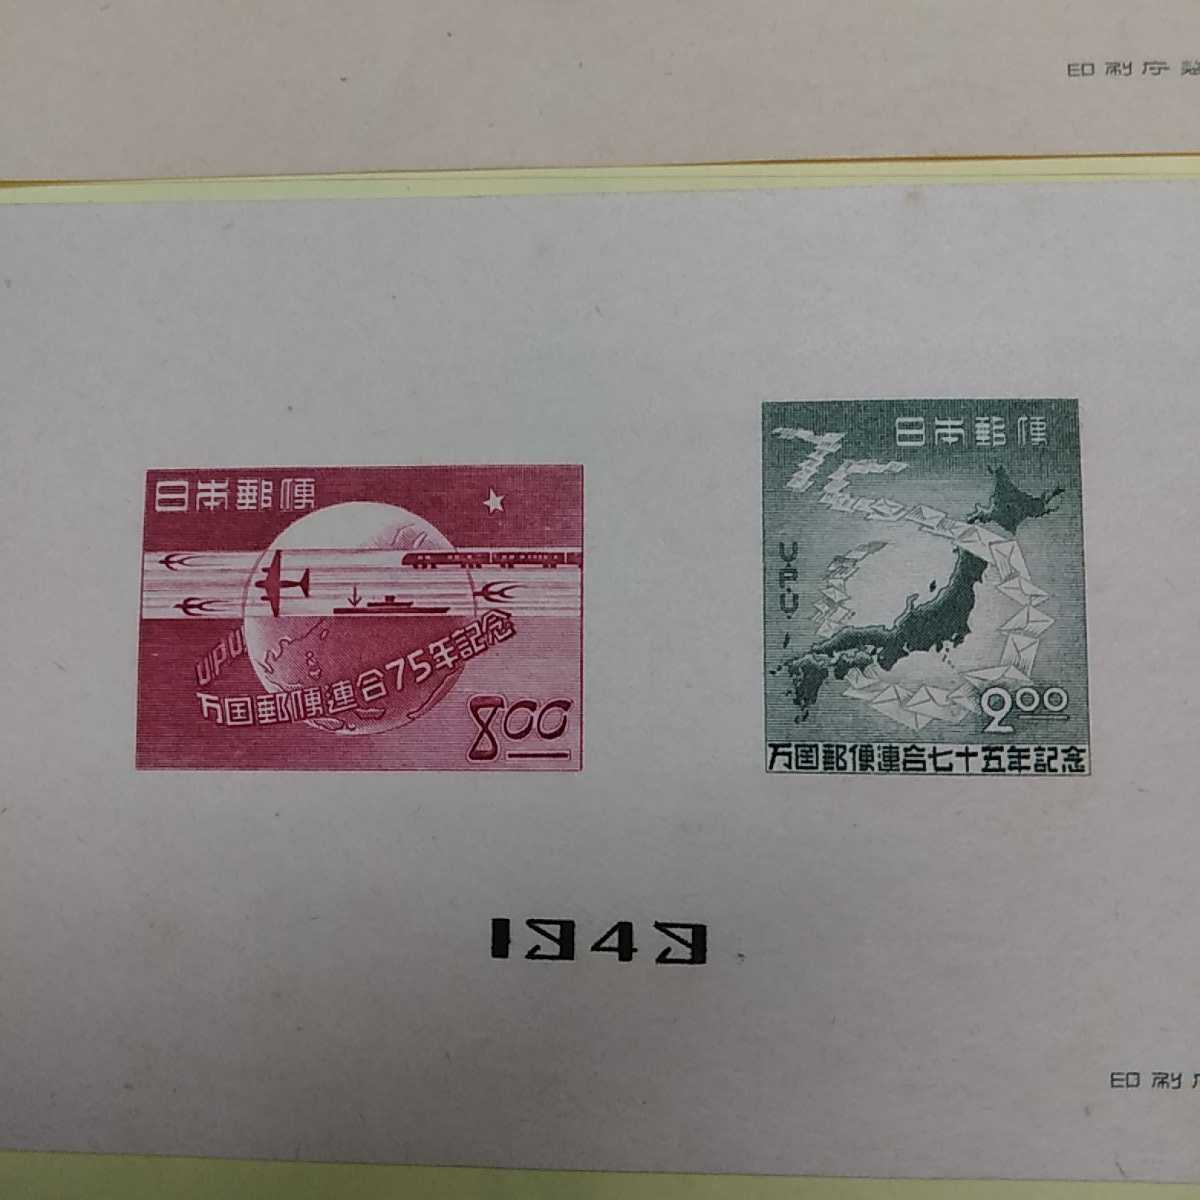 印刷庁製
日本郵便
UPU
万国郵便連合75年記念
8.00
日本郵便
75
U.P.U.
2.00
万国郵便連合七十五年記念
1949
印刷